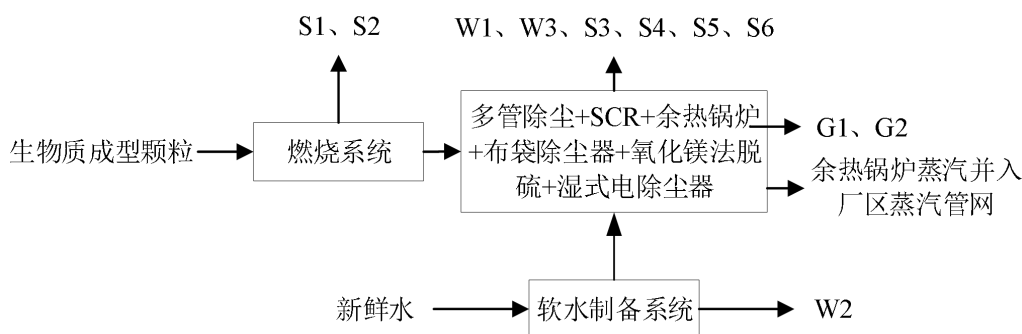 S1、S2
W1、W3、S3、S4、S5、S6
生物质成型颗粒
燃烧系统
多管除尘+SCR+余热锅炉
+布袋除尘器+氧化镁法脱
硫+湿式电除尘器
G1、G2
余热锅炉蒸汽并入
厂区蒸汽管网
新鲜水
软水制备系统
W2